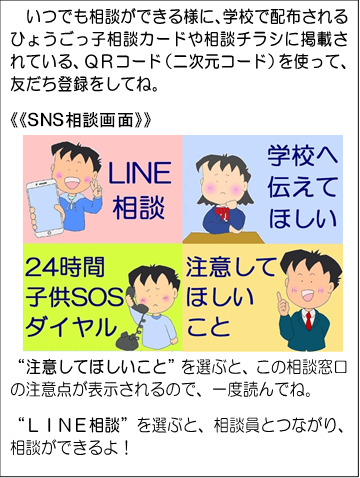 いつでも相談ができる様に、学校で配布される
ひょうごっ子相談カードや相談チラシに掲載さ
れている、ＱＲコード（二次元コード）を使って、
友だち登録をしてね。
《《SNS相談画面》》
LINE
相談
学校へ
伝えて
ほしい
24時間
子供SOS
ダイヤル
注意して
ほしい
こと
“注意してほしいこと”を選ぶと、この相談窓口
の注意点が表示されるので、一度読んでね。
“ＬＩＮＥ相談”を選ぶと、相談員とつながり、
相談ができるよ！